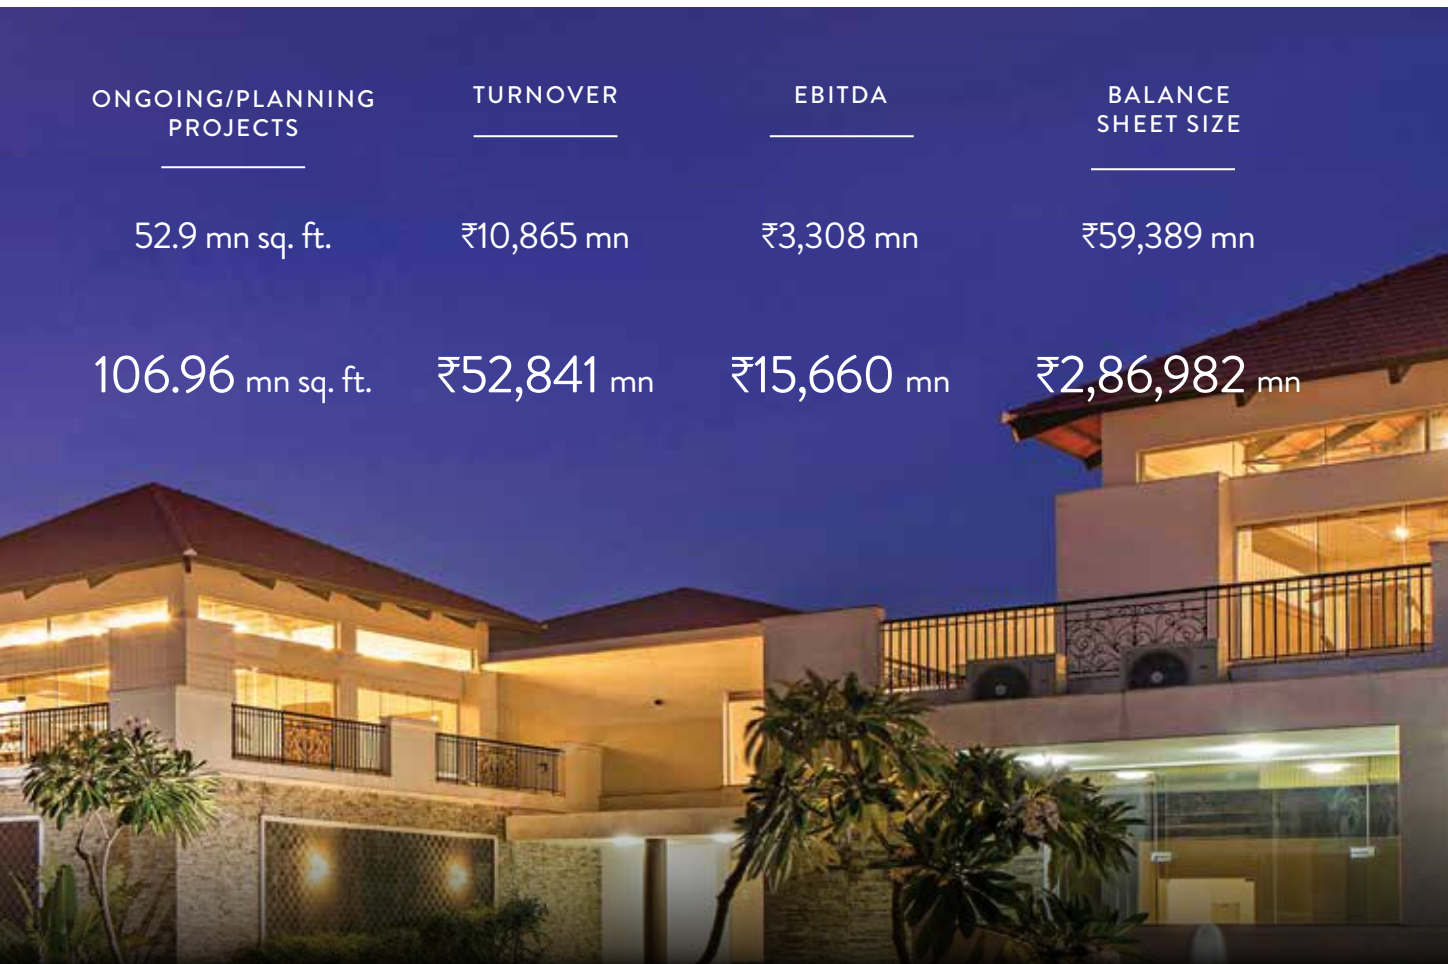 ONGOING/PLANNING
PROJECTS
52.9 mn sq. ft.
106.96 mn sq. ft.
TURNOVER
₹10,865 mn
₹52,841 mn
EBITDA
₹3,308 mn
₹15,660 mn
BALANCE
SHEET SIZE
₹59,389 mn
₹2,86,982 mn